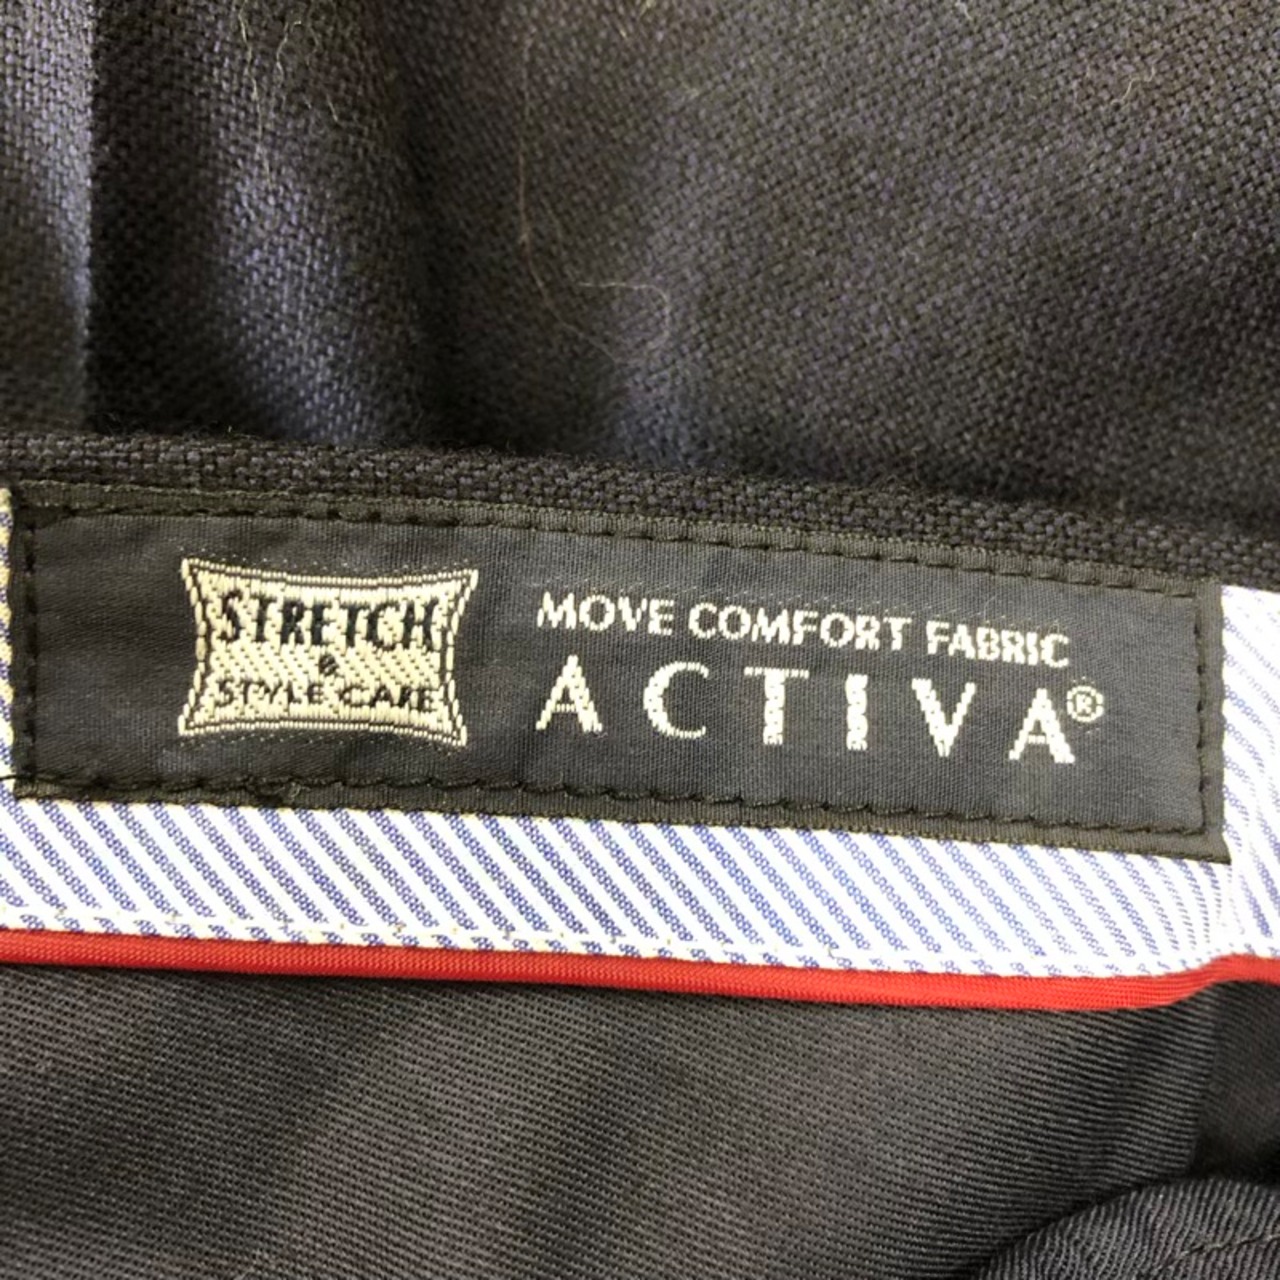 STRETCH
&
STYLE CARE
MOVE COMFORT FABRIC
ACTIVA®